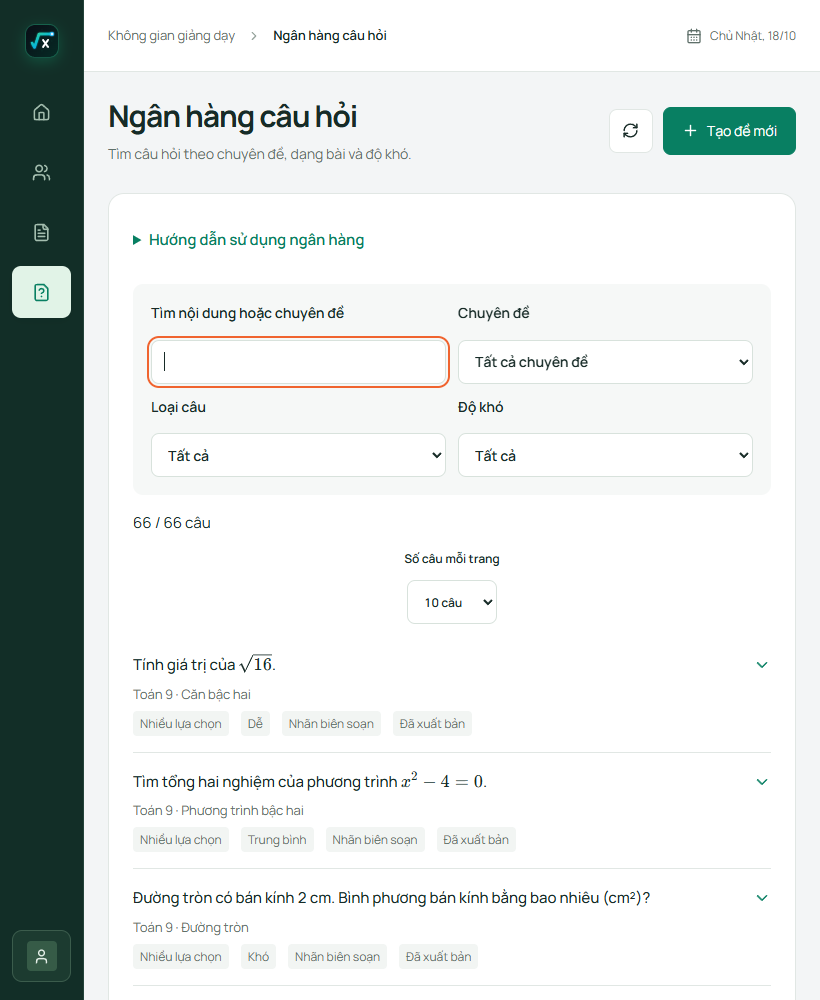 √x
Không gian giảng dạy > Ngân hàng câu hỏi
Chủ Nhật, 18/10
Ngân hàng câu hỏi
Tìm câu hỏi theo chuyên đề, dạng bài và độ khó.
+ Tạo đề mới
Hướng dẫn sử dụng ngân hàng
Tìm nội dung hoặc chuyên đề
Chuyên đề
Tất cả chuyên đề
Loại câu
Độ khó
Tất cả
Tất cả
66 / 66 câu
Số câu mỗi trang
10 câu
Tính giá trị của √16.
Toán 9 · Căn bậc hai
Nhiều lựa chọn Dễ Nhãn biên soạn Đã xuất bản
Tìm tổng hai nghiệm của phương trình x² − 4 = 0.
Toán 9 · Phương trình bậc hai
Nhiều lựa chọn Trung bình Nhãn biên soạn Đã xuất bản
Đường tròn có bán kính 2 cm. Bình phương bán kính bằng bao nhiêu (cm²)?
Toán 9 · Đường tròn
Nhiều lựa chọn Khó Nhãn biên soạn Đã xuất bản